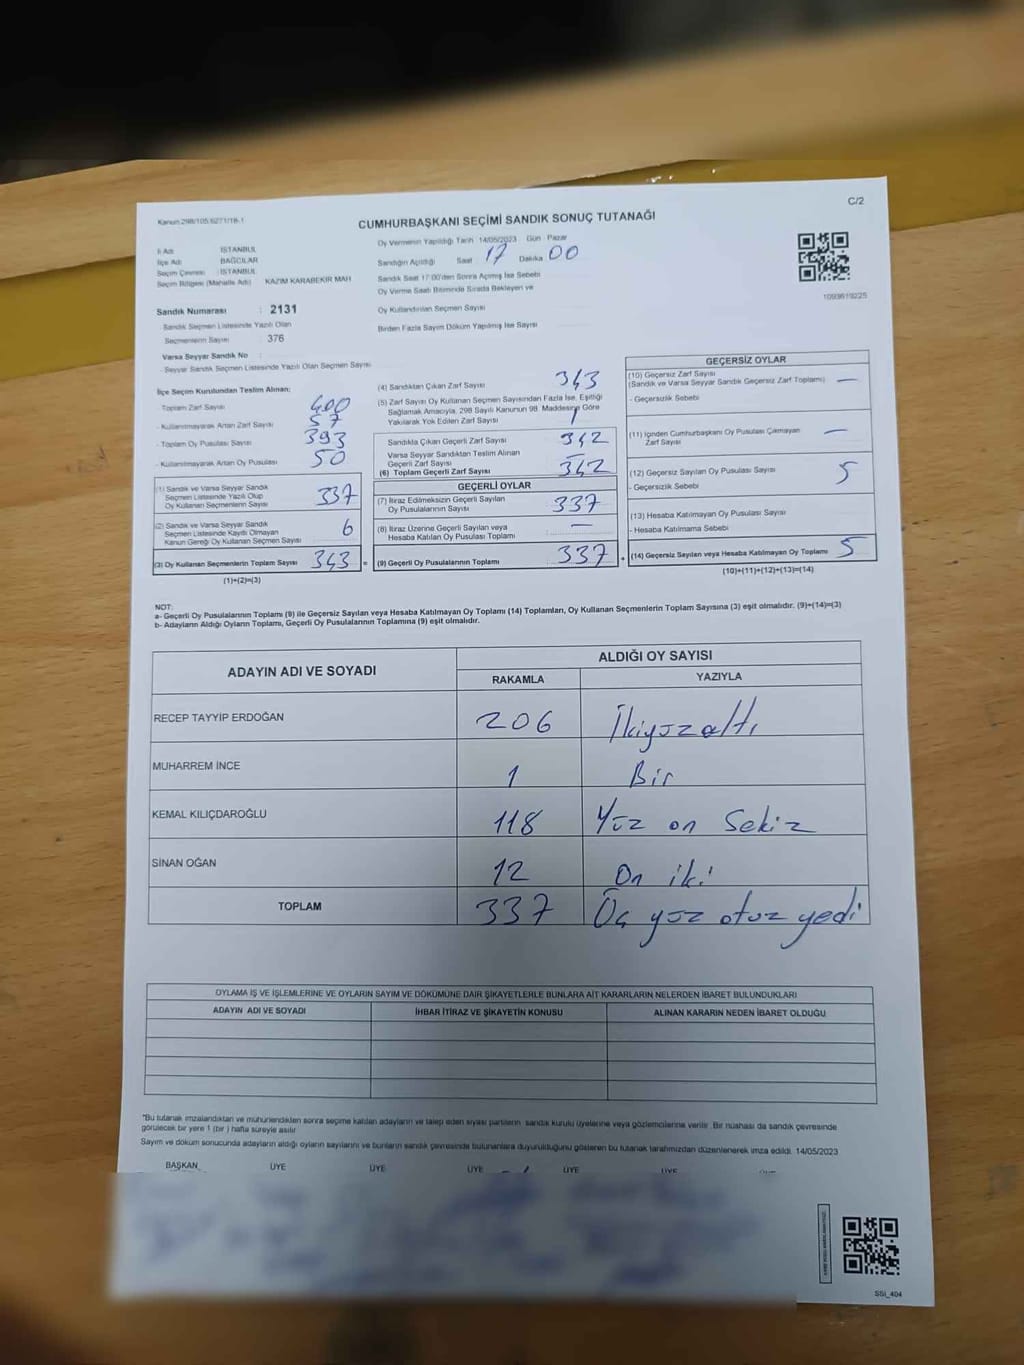 Kanun 298/105,6271/18-1
C/2
CUMHURBAŞKANI SEÇİMİ SANDIK SONUÇ TUTANAĞI
İl Adı : İSTANBUL
İlçe Adı : BAĞCILAR
Seçim Çevresi : İSTANBUL
Seçim Bölgesi (Mahalle Adı) KAZIM KARABEKİR MAH
Oy Vermenin Yapıldığı Tarih 14/05/2023 Gün Pazar
Sandığın Açıldığı Saat 17 Dakika 00
Sandık Saat 17:00'den Sonra Açılmış İse Sebebi
Oy Verme Saati Bitiminde Sırada Bekleyen ve
Oy Kullandırılan Seçmen Sayısı
Birden Fazla Sayım Döküm Yapılmış İse Sayısı
1093619225
Sandık Numarası : 2131
- Sandık Seçmen Listesinde Yazılı Olan
Seçmenlerin Sayısı 376
Varsa Seyyar Sandık No :
- Seyyar Sandık Seçmen Listesinde Yazılı Olan Seçmen Sayısı
İlçe Seçim Kurulundan Teslim Alınan:
- Toplam Zarf Sayısı 400
- Kullanılmayarak Artan Zarf Sayısı 57
- Toplam Oy Pusulası Sayısı 393
- Kullanılmayarak Artan Oy Pusulası 50
(1) Sandık ve Varsa Seyyar Sandık
Seçmen Listesinde Yazılı Olup
Oy Kullanan Seçmenlerin Sayısı 337
(2) Sandık ve Varsa Seyyar Sandık
Seçmen Listesinde Kayıtlı Olmayan
Kanun Gereği Oy Kullanan Seçmen Sayısı 6
(3) Oy Kullanan Seçmenlerin Toplam Sayısı 343 =
(1)+(2)=(3)
(4) Sandıktan Çıkan Zarf Sayısı 343
(5) Zarf Sayısı Oy Kullanan Seçmen Sayısından Fazla İse, Eşitliği
Sağlamak Amacıyla, 298 Sayılı Kanunun 98. Maddesine Göre
Yakılarak Yok Edilen Zarf Sayısı 1
Sandıkla Çıkan Geçerli Zarf Sayısı 342
Varsa Seyyar Sandıktan Teslim Alınan
Geçerli Zarf Sayısı —
(6) Toplam Geçerli Zarf Sayısı 342
GEÇERLİ OYLAR
(7) İtiraz Edilmeksizin Geçerli Sayılan
Oy Pusulasının Sayısı 337
(8) İtiraz Üzerine Geçerli Sayılan veya
Hesaba Katılan Oy Pusulası Toplamı —
(9) Geçerli Oy Pusulalarının Toplamı 337 +
GEÇERSİZ OYLAR
(10) Geçersiz Zarf Sayısı
(Sandık ve Varsa Seyyar Sandık Geçersiz Zarf Toplamı) —
- Geçersizlik Sebebi
(11) İçinden Cumhurbaşkanı Oy Pusulası Çıkmayan
Zarf Sayısı —
(12) Geçersiz Sayılan Oy Pusulası Sayısı 5
- Geçersizlik Sebebi
(13) Hesaba Katılmayan Oy Pusulası Sayısı
- Hesaba Katılmama Sebebi
(14) Geçersiz Sayılan veya Hesaba Katılmayan Oy Toplamı 5
(10)+(11)+(12)+(13)=(14)
NOT:
a- Geçerli Oy Pusulalarının Toplamı (9) ile Geçersiz Sayılan veya Hesaba Katılmayan Oy Toplamı (14) Toplamları, Oy Kullanan Seçmenlerin Toplam Sayısına (3) eşit olmalıdır. (9)+(14)=(3)
b- Adayların Aldığı Oyların Toplamı, Geçerli Oy Pusulalarının Toplamına (9) eşit olmalıdır.
ADAYIN ADI VE SOYADI
ALDIĞI OY SAYISI
RAKAMLA YAZIYLA
RECEP TAYYİP ERDOĞAN 206 İkiyüzaltı
MUHARREM İNCE 1 Bir
KEMAL KILIÇDAROĞLU 118 Yüz on Sekiz
SİNAN OĞAN 12 On iki
TOPLAM 337 Üç yüz otuz yedi
OYLAMA İŞ VE İŞLEMLERİNE VE OYLARIN SAYIM VE DÖKÜMÜNE DAİR ŞİKAYETLERLE BUNLARA AİT KARARLARIN NELERDEN İBARET BULUNDUKLARI
ADAYIN ADI VE SOYADI İHBAR İTİRAZ VE ŞİKAYETİN KONUSU ALINAN KARARIN NEDEN İBARET OLDUĞU
*Bu tutanak imzalandıktan ve mühürlendikten sonra seçime katılan adayların ve talep eden siyasi partilerin sandık kurulu üyelerine veya gözlemcilerine verilir. Bir nüshası da sandık çevresinde
görülecek bir yere 1 (bir ) hafta süreyle asılır
Sayım ve döküm sonucunda adayların aldığı oyların sayılarını ve bunların sandık çevresinde bulunanlara duyurulduğunu gösteren bu tutanak tarafımızdan düzenlenerek imza edildi. 14/05/2023
BAŞKAN ÜYE ÜYE ÜYE ÜYE ÜYE
SSİ_404